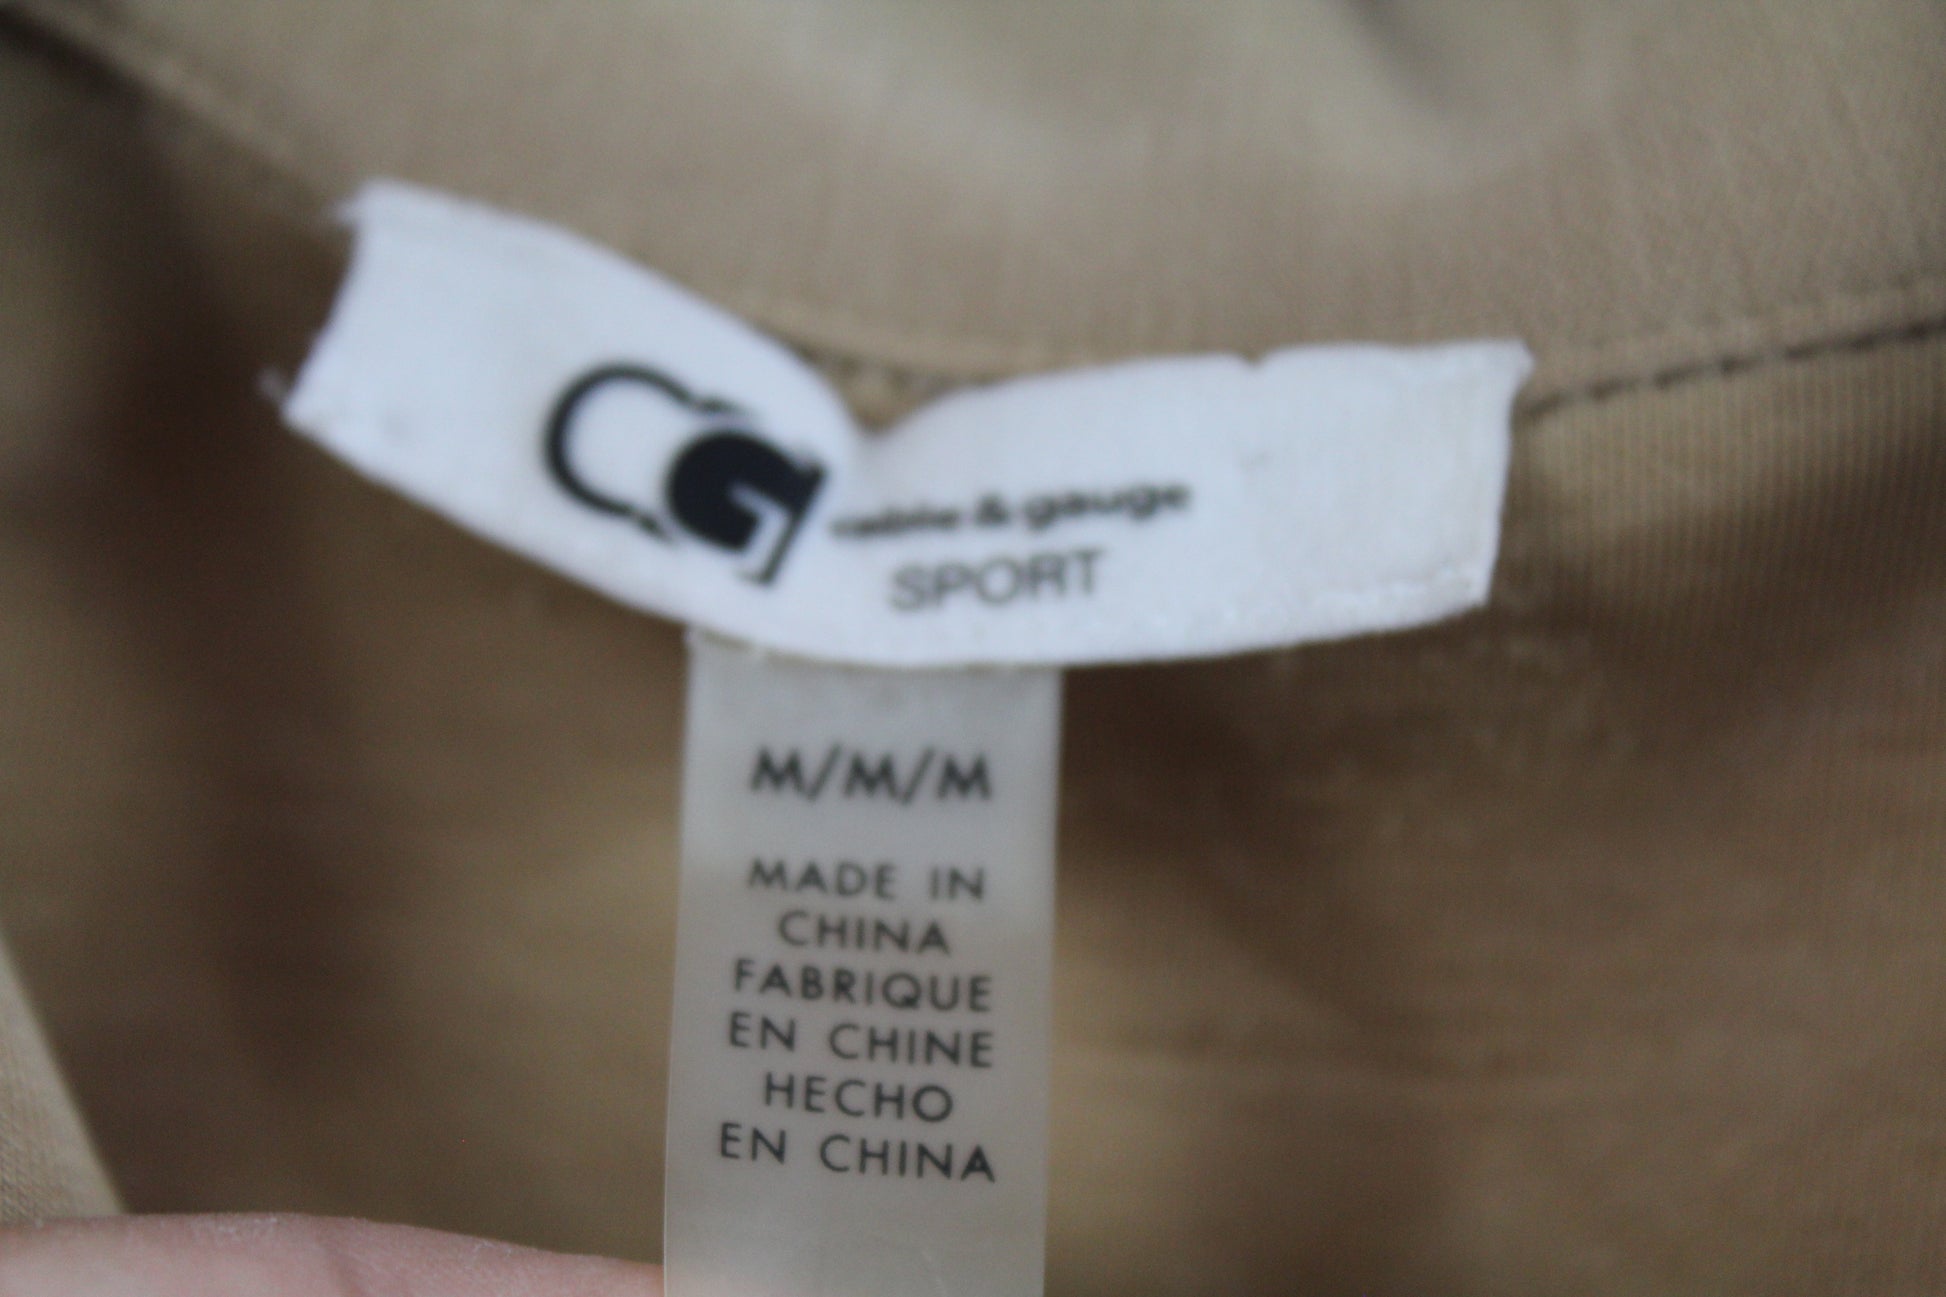 CG
cable & gauge
SPORT
M/M/M
MADE IN
CHINA
FABRIQUE
EN CHINE
HECHO
EN CHINA